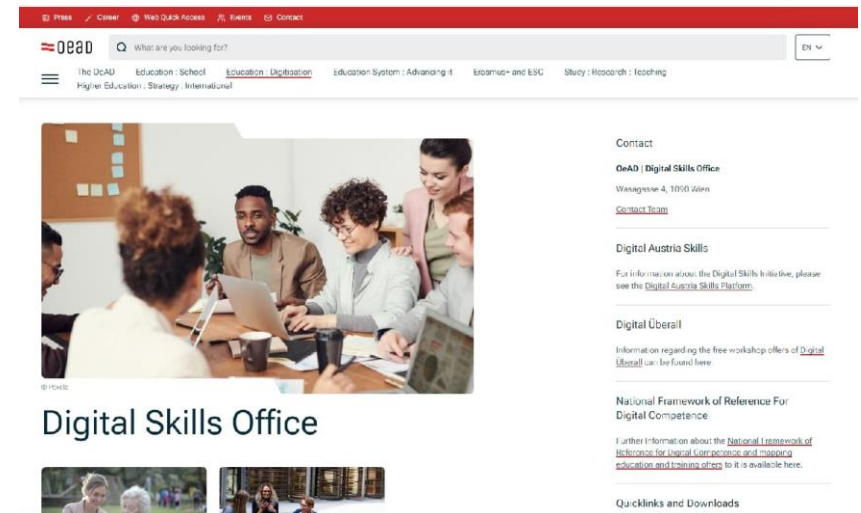 Press Career Web Quick Access Events Contact
oead What are you looking for? EN
The OeAD Education : School Education : Digitisation Education System : Advancing it Erasmus+ and ESC Study : Research : Teaching
Higher Education : Strategy : International
Contact
OeAD | Digital Skills Office
Wasagasse 4, 1090 Wien
Contact Team
Digital Austria Skills
For information about the Digital Skills Initiative, please
see the Digital Austria Skills Platform.
Digital Überall
Information regarding the free workshop offers of Digital
Überall can be found here.
© Pexels
National Framework of Reference For
Digital Competence
Digital Skills Office
Further Information about the National Framework of
Reference for Digital Competence and mapping
education and training offers to it is available here.
Quicklinks and Downloads